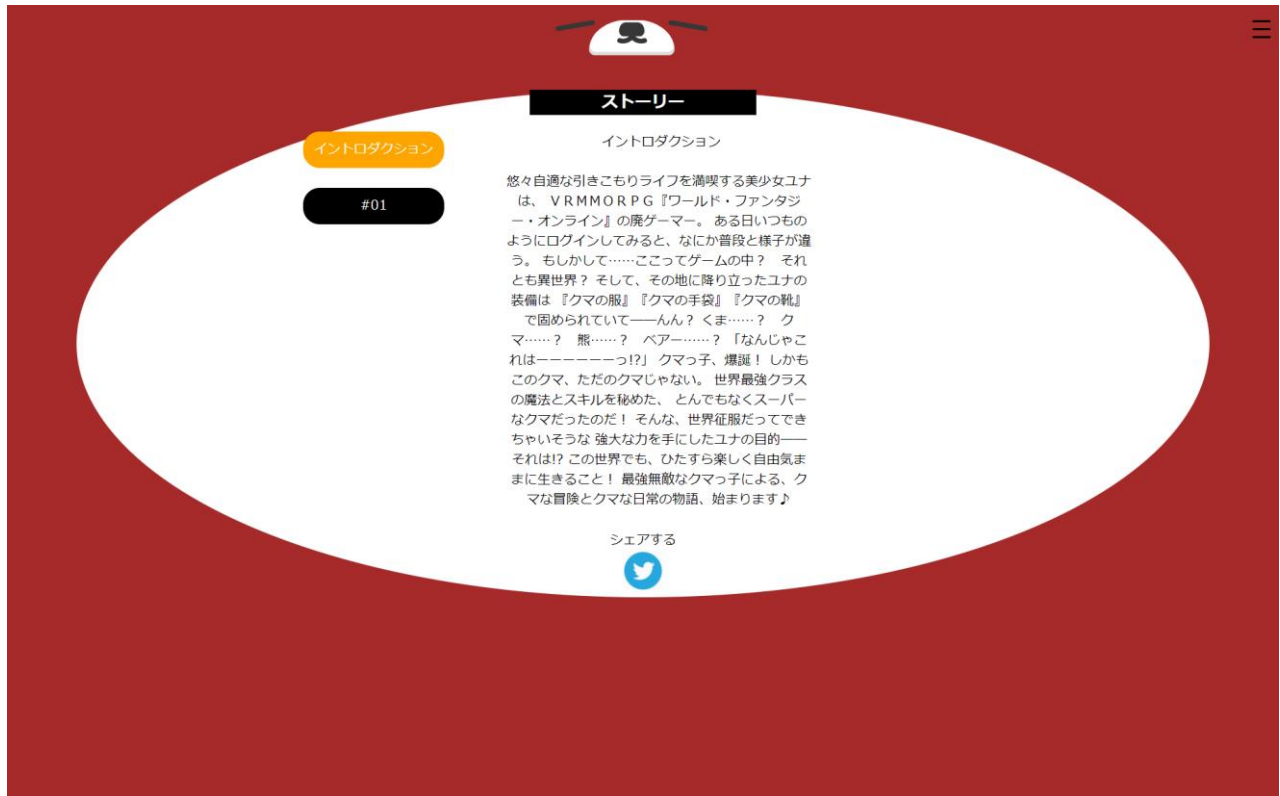 ストーリー
イントロダクション
#01
イントロダクション
悠々自適な引きこもりライフを満喫する美少女ユナ
は、 ＶＲＭＭＯＲＰＧ『ワールド・ファンタジ
ー・オンライン』の廃ゲーマー。 ある日いつもの
ようにログインしてみると、なにか普段と様子が違
う。 もしかして……ここってゲームの中？　それ
とも異世界？ そして、その地に降り立ったユナの
装備は 『クマの服』『クマの手袋』『クマの靴』
で固められていて――んん？ くま……？　ク
マ……？　熊……？　ベアー……？ 「なんじゃこ
れはーーーーーーっ!?」 クマっ子、爆誕！ しかも
このクマ、ただのクマじゃない。 世界最強クラス
の魔法とスキルを秘めた、 とんでもなくスーパー
なクマだったのだ！ そんな、世界征服だってでき
ちゃいそうな 強大な力を手にしたユナの目的――
それは!? この世界でも、ひたすら楽しく自由気ま
まに生きること！ 最強無敵なクマっ子による、ク
マな冒険とクマな日常の物語、始まります♪
シェアする